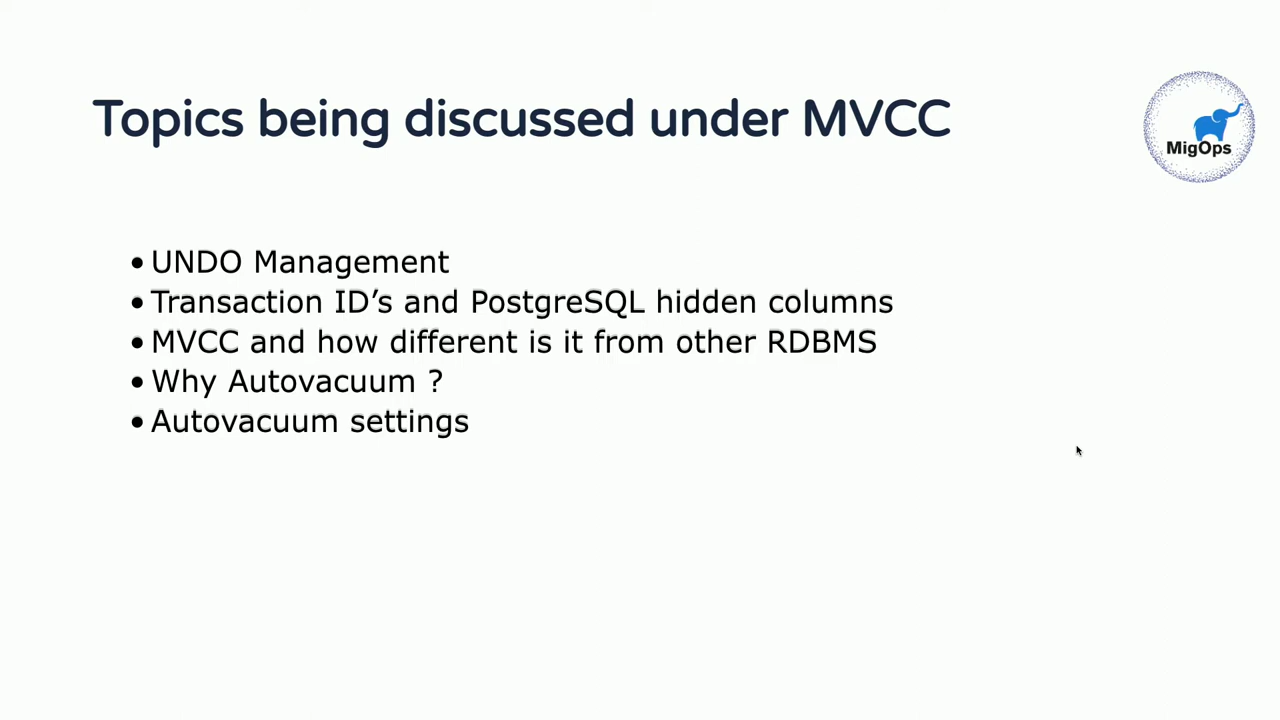 Topics being discussed under MVCC
MigOps
• UNDO Management
• Transaction ID’s and PostgreSQL hidden columns
• MVCC and how different is it from other RDBMS
• Why Autovacuum ?
• Autovacuum settings